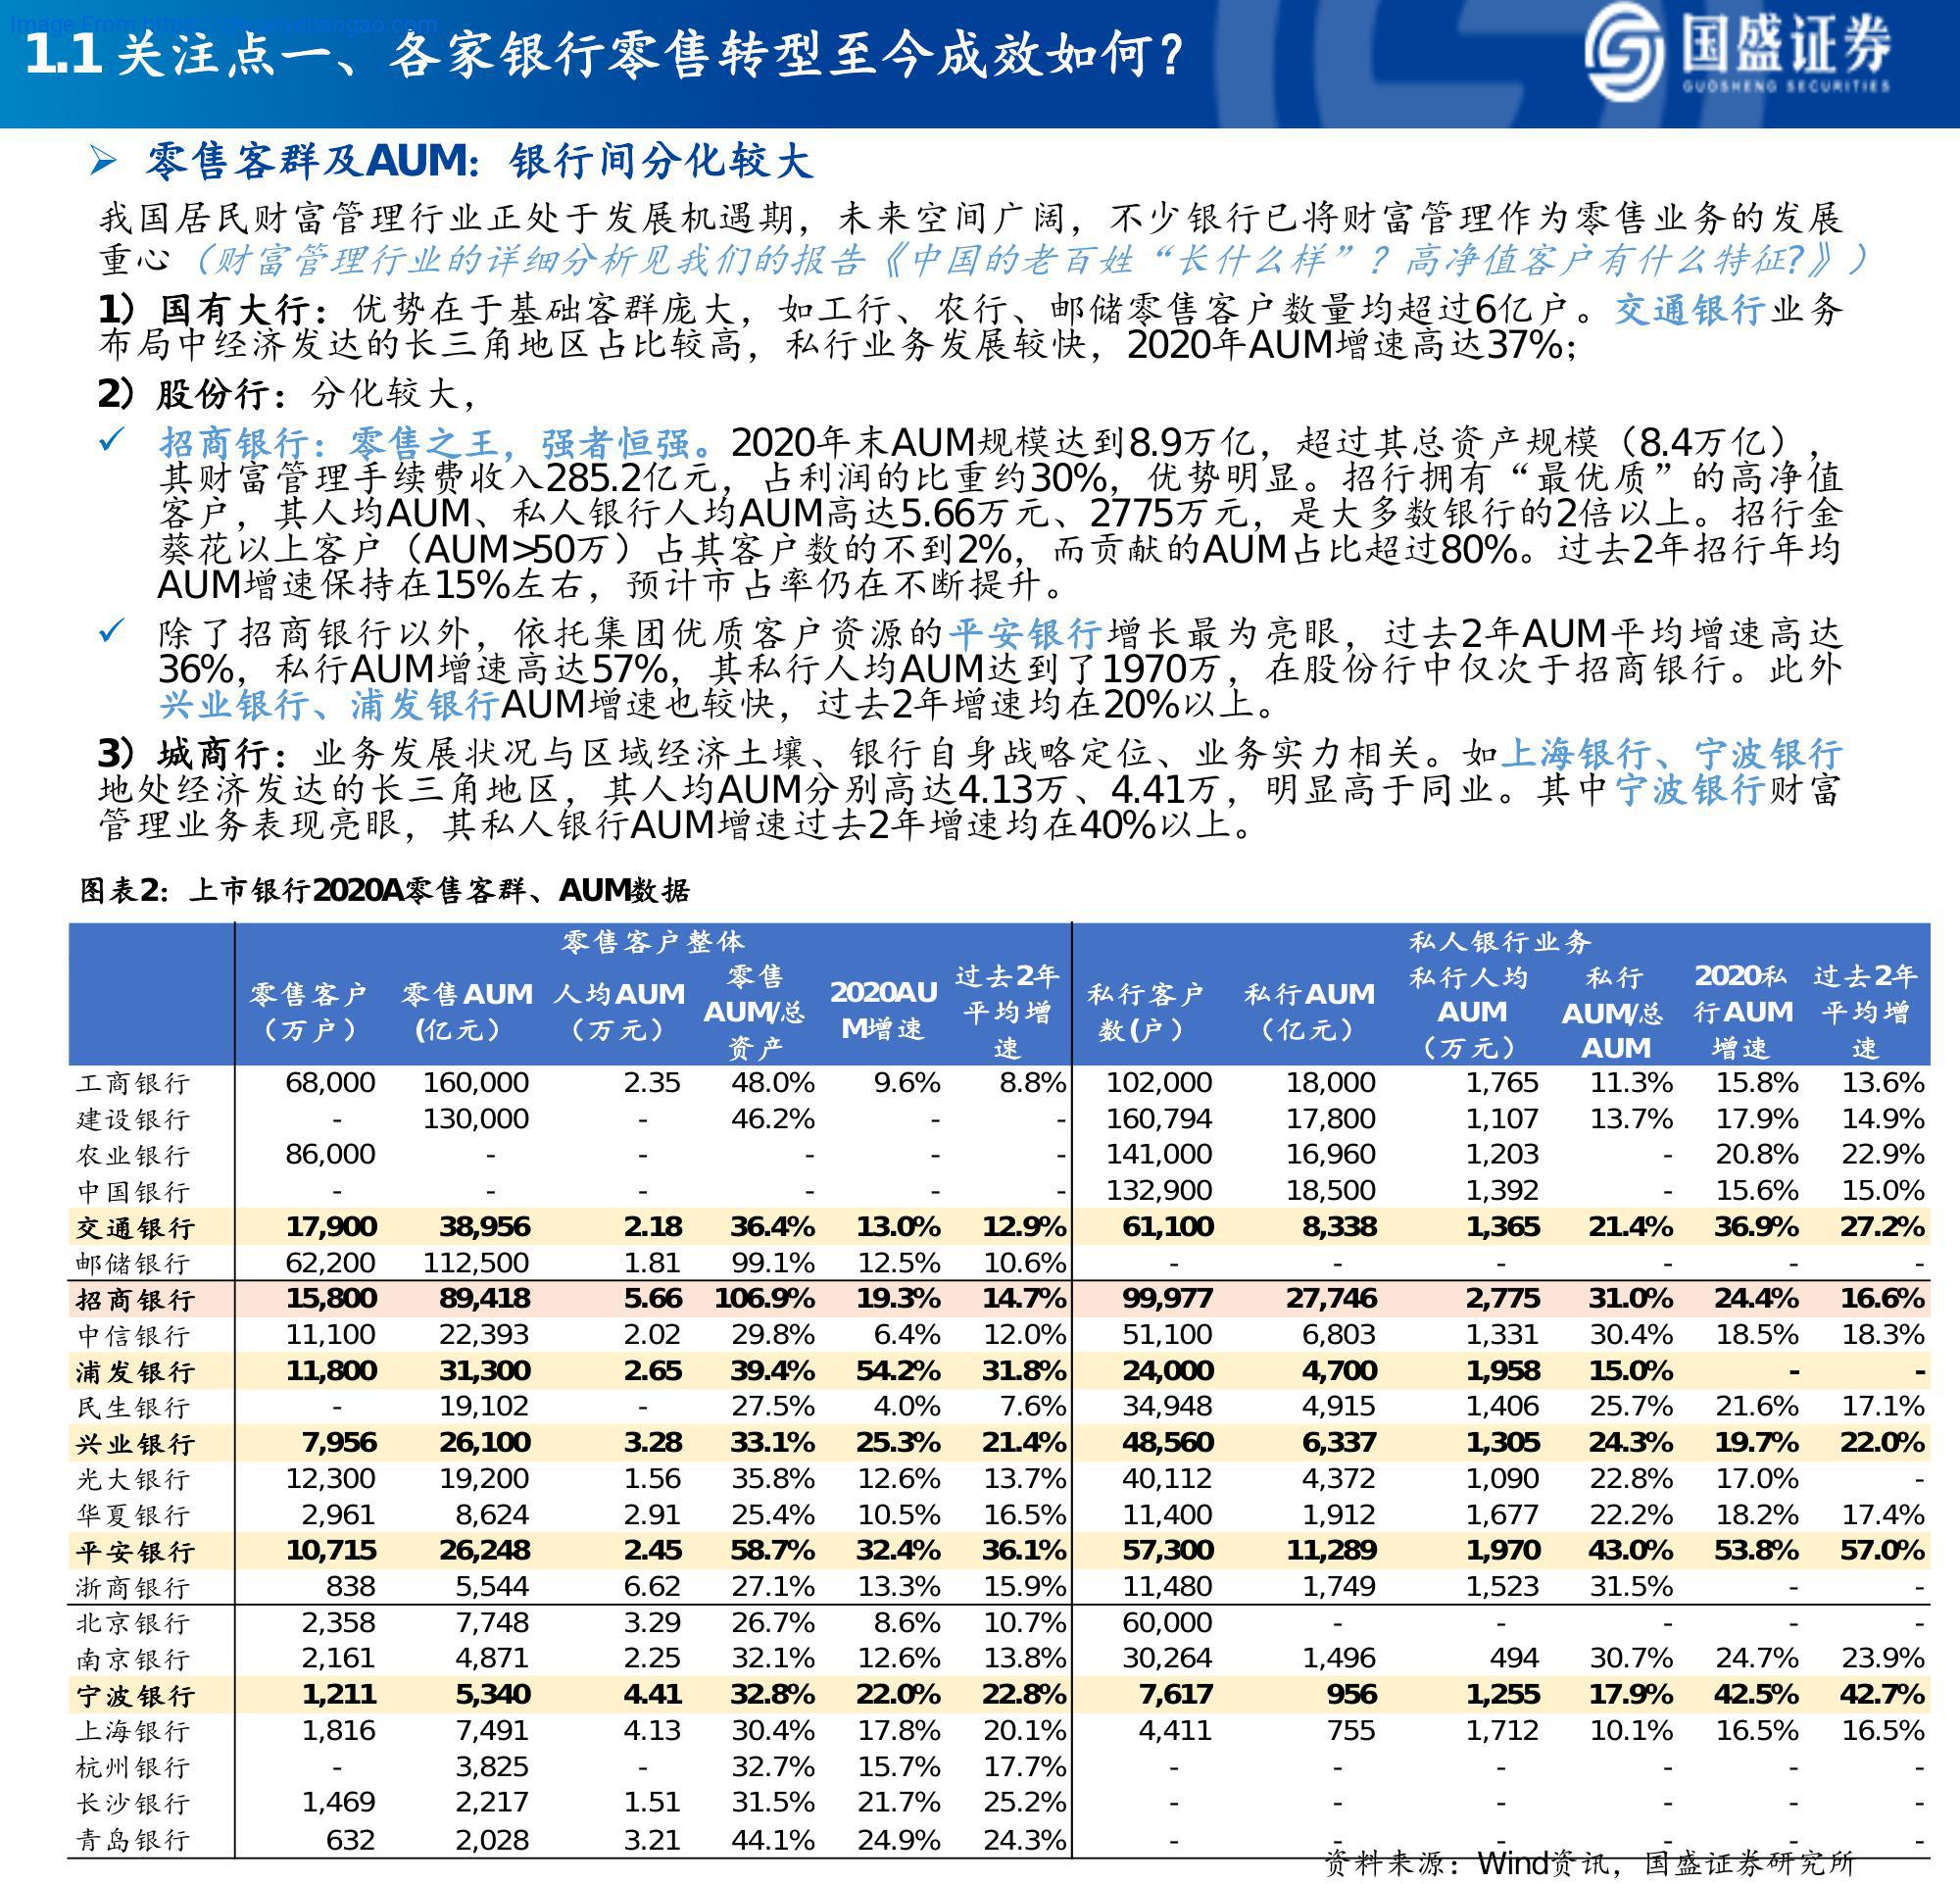 1.1关注点一、各家银行零售转型至今成效如何?
国盛证券
GUOSHENG SECURITIES
零售客群及AUM：银行间分化较大
我国居民财富管理行业正处于发展机遇期，未来空间广阔，不少银行已将财富管理作为零售业务的发展
重心（财富管理行业的详细分析见我们的报告《中国的老百姓“长什么样”？高净值客户有什么特征?》）
1）国有大行：优势在于基础客群庞大，如工行、农行、邮储零售客户数量均超过6亿户。交通银行业务
布局中经济发达的长三角地区占比较高，私行业务发展较快，2020年AUM增速高达37%；
2）股份行：分化较大，
✓ 招商银行：零售之王，强者恒强。2020年末AUM规模达到8.9万亿，超过其总资产规模（8.4万亿），
其财富管理手续费收入285.2亿元，占利润的比重约30%，优势明显。招行拥有“最优质”的高净值
客户，其人均AUM、私人银行人均AUM高达5.66万元、2775万元，是大多数银行的2倍以上。招行金
葵花以上客户（AUM>50万）占其客户数的不到2%，而贡献的AUM占比超过80%。过去2年招行年均
AUM增速保持在15%左右，预计市占率仍在不断提升。
✓ 除了招商银行以外，依托集团优质客户资源的平安银行增长最为亮眼，过去2年AUM平均增速高达
36%，私行AUM增速高达57%，其私行人均AUM达到了1970万，在股份行中仅次于招商银行。此外
兴业银行、浦发银行AUM增速也较快，过去2年增速均在20%以上。
3）城商行：业务发展状况与区域经济土壤、银行自身战略定位、业务实力相关。如上海银行、宁波银行
地处经济发达的长三角地区，其人均AUM分别高达4.13万、4.41万，明显高于同业。其中宁波银行财富
管理业务表现亮眼，其私人银行AUM增速过去2年增速均在40%以上。
图表2：上市银行2020A零售客群、AUM数据
零售客户整体 私人银行业务
零售客户（万户） 零售AUM(亿元） 人均AUM（万元） 零售AUM/总资产 2020AUM增速 过去2年平均增速 私行客户数(户） 私行AUM（亿元） 私行人均AUM（万元） 私行AUM/总AUM 2020私行AUM增速 过去2年平均增速
工商银行 68,000 160,000 2.35 48.0% 9.6% 8.8% 102,000 18,000 1,765 11.3% 15.8% 13.6%
建设银行 - 130,000 - 46.2% - - 160,794 17,800 1,107 13.7% 17.9% 14.9%
农业银行 86,000 - - - - - 141,000 16,960 1,203 - 20.8% 22.9%
中国银行 - - - - - - 132,900 18,500 1,392 - 15.6% 15.0%
交通银行 17,900 38,956 2.18 36.4% 13.0% 12.9% 61,100 8,338 1,365 21.4% 36.9% 27.2%
邮储银行 62,200 112,500 1.81 99.1% 12.5% 10.6% - - - - - -
招商银行 15,800 89,418 5.66 106.9% 19.3% 14.7% 99,977 27,746 2,775 31.0% 24.4% 16.6%
中信银行 11,100 22,393 2.02 29.8% 6.4% 12.0% 51,100 6,803 1,331 30.4% 18.5% 18.3%
浦发银行 11,800 31,300 2.65 39.4% 54.2% 31.8% 24,000 4,700 1,958 15.0% - -
民生银行 - 19,102 - 27.5% 4.0% 7.6% 34,948 4,915 1,406 25.7% 21.6% 17.1%
兴业银行 7,956 26,100 3.28 33.1% 25.3% 21.4% 48,560 6,337 1,305 24.3% 19.7% 22.0%
光大银行 12,300 19,200 1.56 35.8% 12.6% 13.7% 40,112 4,372 1,090 22.8% 17.0% -
华夏银行 2,961 8,624 2.91 25.4% 10.5% 16.5% 11,400 1,912 1,677 22.2% 18.2% 17.4%
平安银行 10,715 26,248 2.45 58.7% 32.4% 36.1% 57,300 11,289 1,970 43.0% 53.8% 57.0%
浙商银行 838 5,544 6.62 27.1% 13.3% 15.9% 11,480 1,749 1,523 31.5% - -
北京银行 2,358 7,748 3.29 26.7% 8.6% 10.7% 60,000 - - - - -
南京银行 2,161 4,871 2.25 32.1% 12.6% 13.8% 30,264 1,496 494 30.7% 24.7% 23.9%
宁波银行 1,211 5,340 4.41 32.8% 22.0% 22.8% 7,617 956 1,255 17.9% 42.5% 42.7%
上海银行 1,816 7,491 4.13 30.4% 17.8% 20.1% 4,411 755 1,712 10.1% 16.5% 16.5%
杭州银行 - 3,825 - 32.7% 15.7% 17.7% - - - - - -
长沙银行 1,469 2,217 1.51 31.5% 21.7% 25.2% - - - - - -
青岛银行 632 2,028 3.21 44.1% 24.9% 24.3% - - - - - -
资料来源：Wind资讯，国盛证券研究所